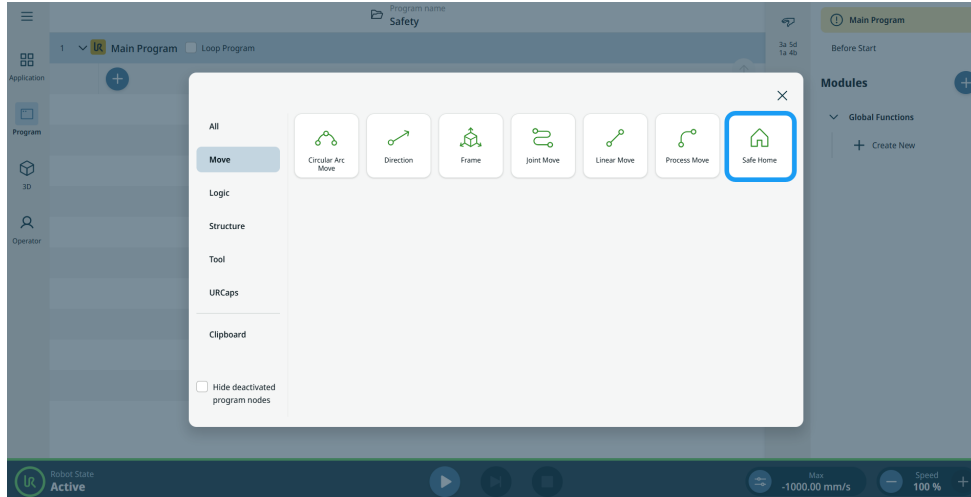 Program name
Safety
Main Program
3a 5d
1a 4b
Before Start
1
UR
Main Program
Loop Program
Application
Modules
Program
All
Global Functions
Circular Arc
Move
Direction
Frame
Joint Move
Linear Move
Process Move
Safe Home
Move
Create New
3D
Logic
Structure
Operator
Tool
URCaps
Clipboard
Hide deactivated
program nodes
UR
Robot State
Active
Max
-1000.00 mm/s
Speed
100 %